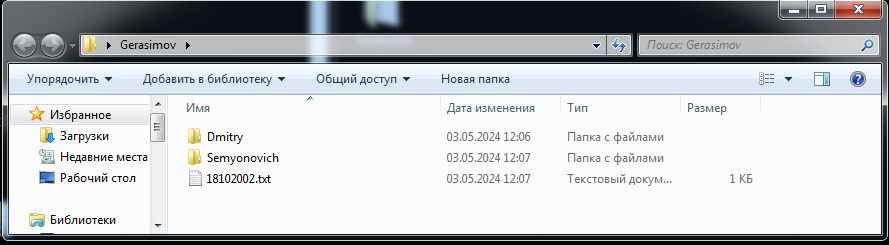 Gerasimov
Поиск: Gerasimov
Упорядочить Добавить в библиотеку Общий доступ Новая папка
Избранное
Загрузки
Недавние места
Рабочий стол
Библиотеки
Имя Дата изменения Тип Размер
Dmitry 03.05.2024 12:06 Папка с файлами
Semyonovich 03.05.2024 12:07 Папка с файлами
18102002.txt 03.05.2024 12:07 Текстовый докум... 1 КБ